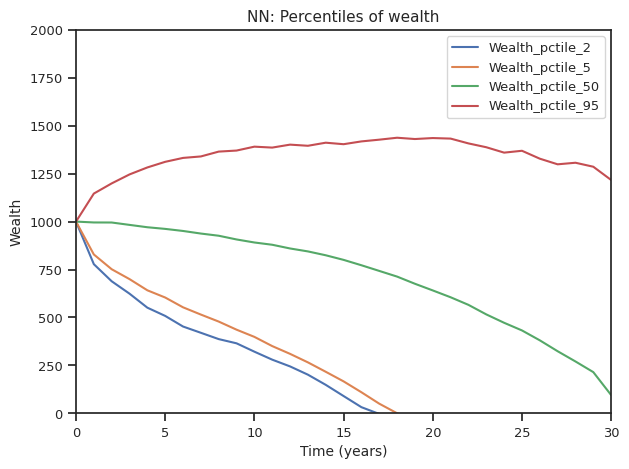 NN: Percentiles of wealth
2000
1750
1500
1250
1000
750
500
250
0
Wealth
Wealth_pctile_2
Wealth_pctile_5
Wealth_pctile_50
Wealth_pctile_95
0 5 10 15 20 25 30
Time (years)